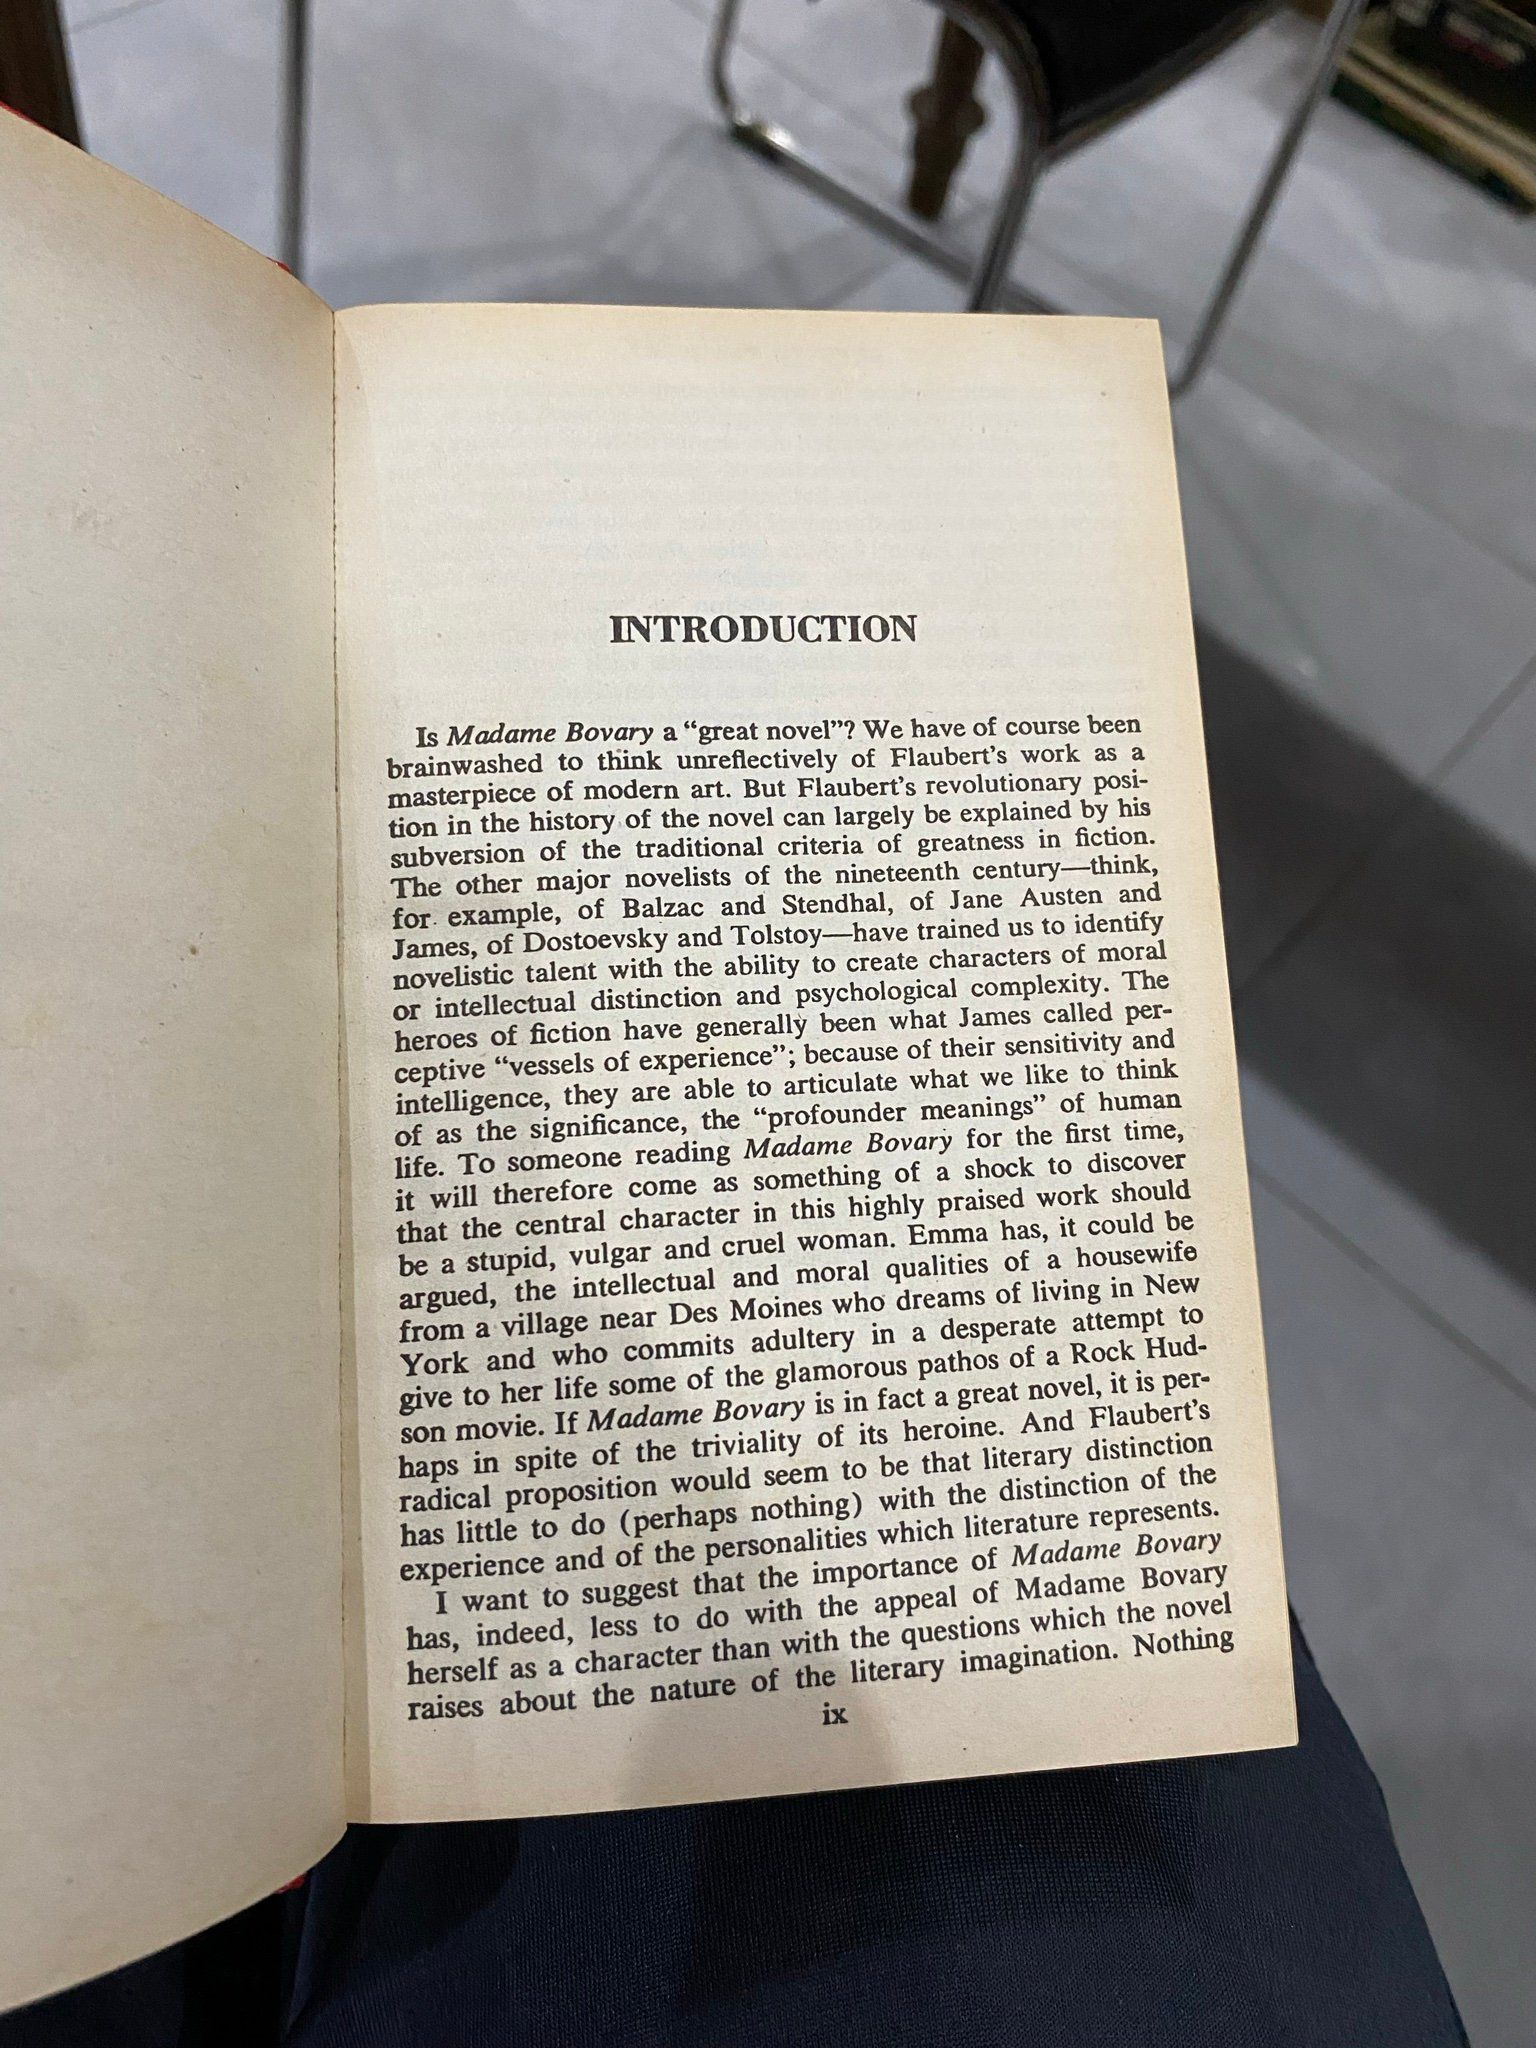 INTRODUCTION
Is Madame Bovary a “great novel”? We have of course been
brainwashed to think unreflectively of Flaubert’s work as a
masterpiece of modern art. But Flaubert’s revolutionary posi-
tion in the history of the novel can largely be explained by his
subversion of the traditional criteria of greatness in fiction.
The other major novelists of the nineteenth century—think,
for example, of Balzac and Stendhal, of Jane Austen and
James, of Dostoevsky and Tolstoy—have trained us to identify
novelistic talent with the ability to create characters of moral
or intellectual distinction and psychological complexity. The
heroes of fiction have generally been what James called per-
ceptive “vessels of experience”; because of their sensitivity and
intelligence, they are able to articulate what we like to think
of as the significance, the “profounder meanings” of human
life. To someone reading Madame Bovary for the first time,
it will therefore come as something of a shock to discover
that the central character in this highly praised work should
be a stupid, vulgar and cruel woman. Emma has, it could be
argued, the intellectual and moral qualities of a housewife
from a village near Des Moines who dreams of living in New
York and who commits adultery in a desperate attempt to
give to her life some of the glamorous pathos of a Rock Hud-
son movie. If Madame Bovary is in fact a great novel, it is per-
haps in spite of the triviality of its heroine. And Flaubert’s
radical proposition would seem to be that literary distinction
has little to do (perhaps nothing) with the distinction of the
experience and of the personalities which literature represents.
I want to suggest that the importance of Madame Bovary
has, indeed, less to do with the appeal of Madame Bovary
herself as a character than with the questions which the novel
raises about the nature of the literary imagination. Nothing
ix